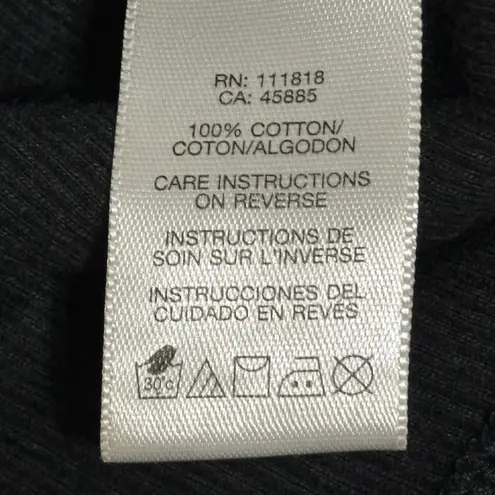 RN: 111818
CA: 45885
100% COTTON/
COTON/ALGODON
CARE INSTRUCTIONS
ON REVERSE
INSTRUCTIONS DE
SOIN SUR L'INVERSE
INSTRUCCIONES DEL
CUIDADO EN REVÉS
30°c